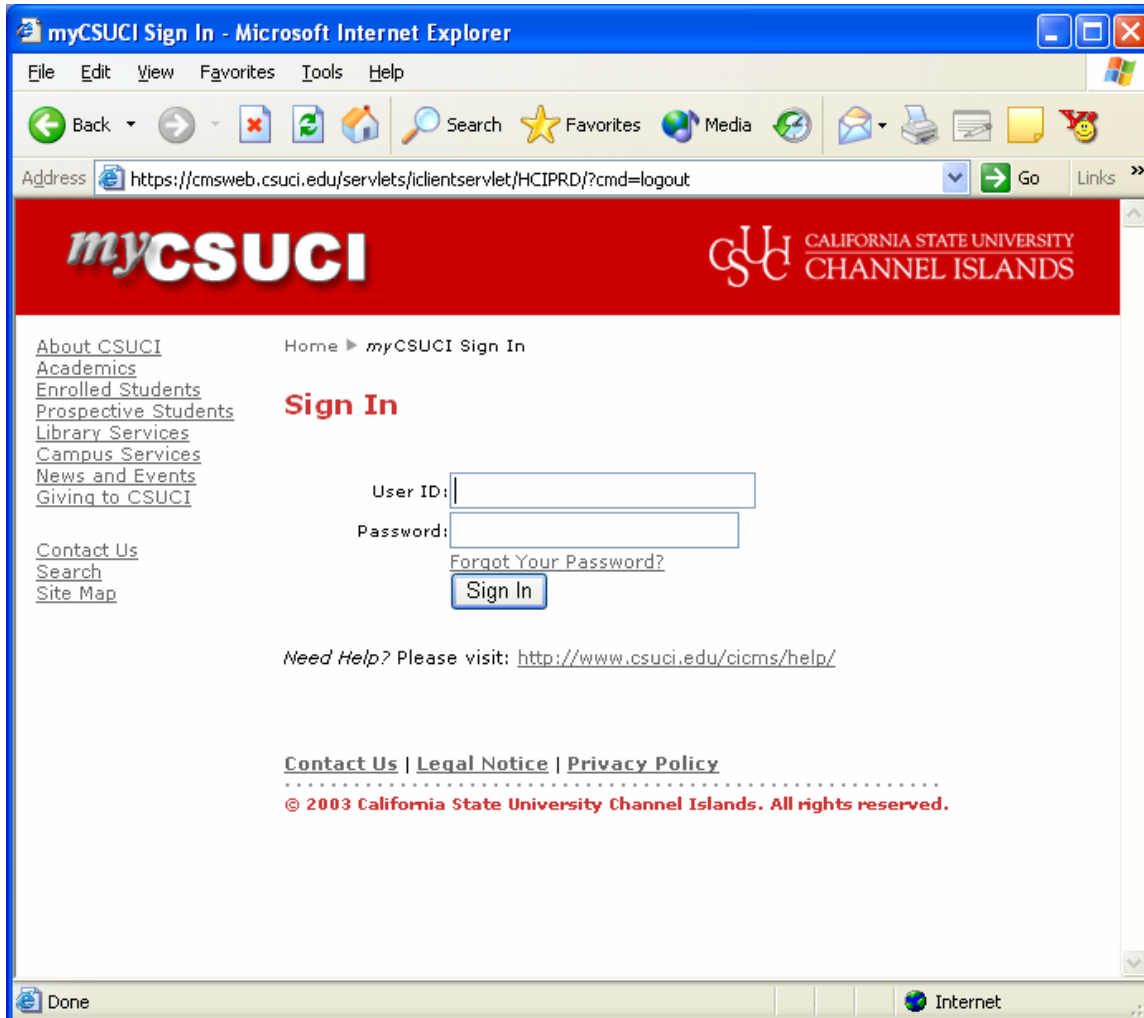 myCSUCI Sign In - Microsoft Internet Explorer
File Edit View Favorites Tools Help
Back Search Favorites Media
Address https://cmsweb.csuci.edu/servlets/iclientservlet/HCIPRD/?cmd=logout Go Links »
myCSUCI
CSUCI CALIFORNIA STATE UNIVERSITY
CHANNEL ISLANDS
About CSUCI
Academics
Enrolled Students
Prospective Students
Library Services
Campus Services
News and Events
Giving to CSUCI
Contact Us
Search
Site Map
Home ▶ myCSUCI Sign In
Sign In
User ID:
Password:
Forgot Your Password?
Sign In
Need Help? Please visit: http://www.csuci.edu/cicms/help/
Contact Us | Legal Notice | Privacy Policy
© 2003 California State University Channel Islands. All rights reserved.
Done Internet